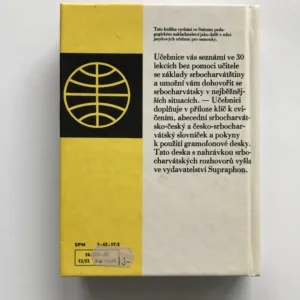 Tato knížka vychází ve Státním peda-
gogickém nakladatelství jako další z edice
jazykových učebnic pro samouky.
Učebnice vás seznámí ve 30
lekcích bez pomoci učitele
se základy srbocharvátštiny
a umožní vám dohovořit se
srbocharvátsky v nejběžněj-
ších situacích. — Učebnici
doplňuje v příloze klíč k cvi-
čením, abecední srbocharvát-
sko-český a česko-srbochar-
vátský slovníček a pokyny
k použití gramofonové desky.
Tato deska s nahrávkou srbo-
charvátských rozhovorů vyšla
ve vydavatelství Supraphon.
SPN
13,-